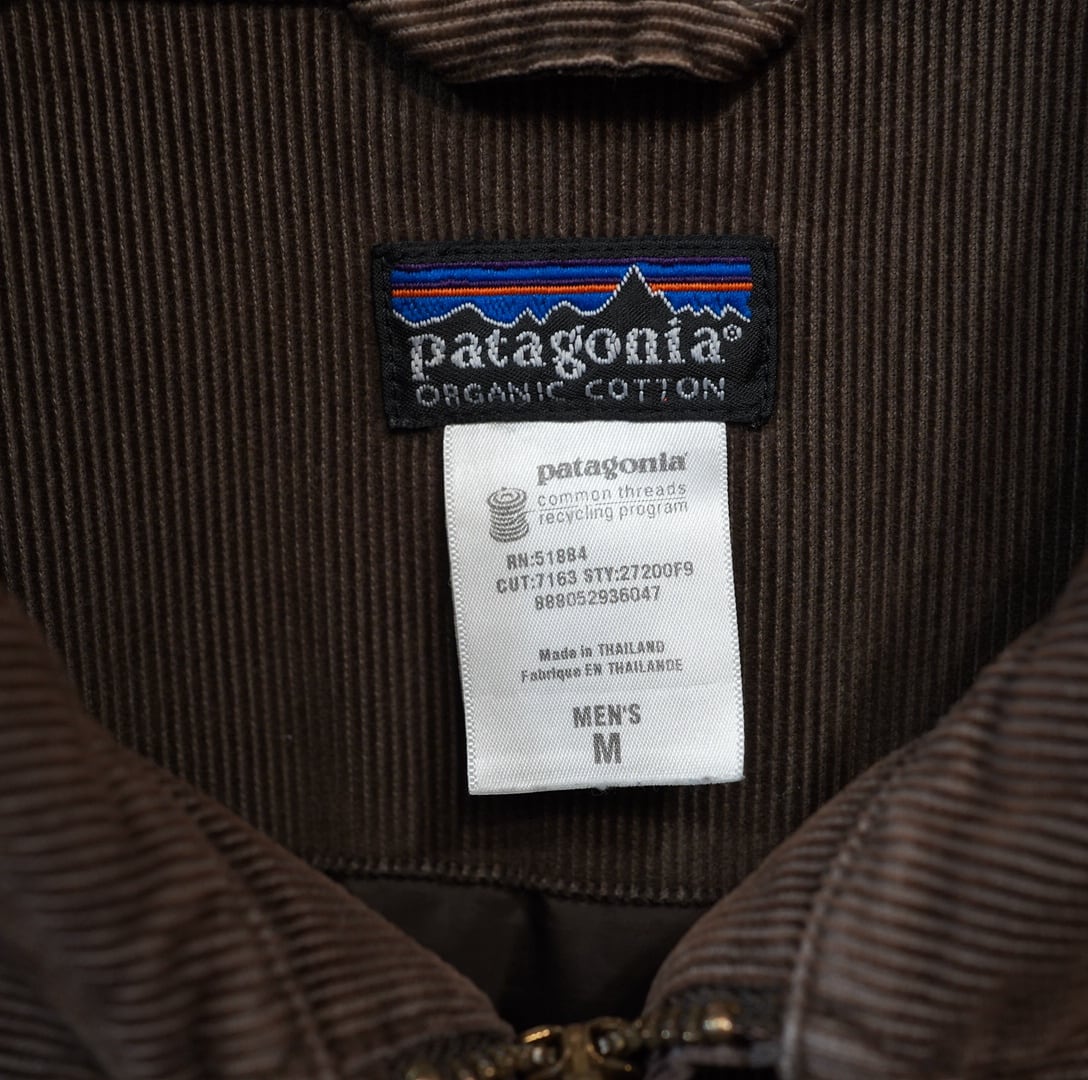 patagonia®
ORGANIC COTTON
patagonia®
common threads
recycling program
RN:51884
CUT:7163 STY:27200F9
888052936047
Made in THAILAND
Fabriqué EN THAILANDE
MEN'S
M